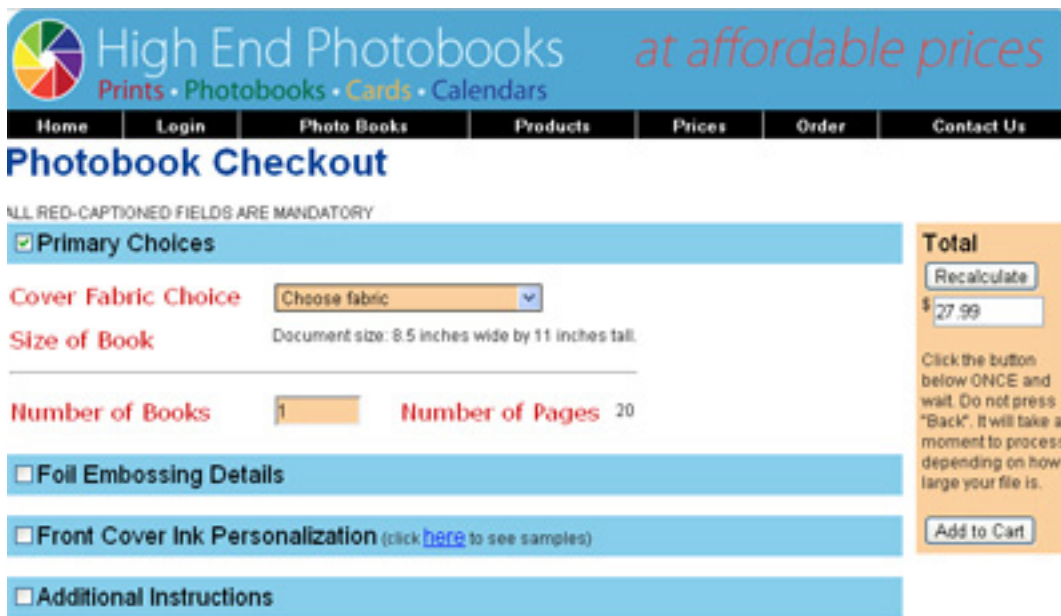 High End Photobooks at affordable prices
Prints • Photobooks • Cards • Calendars
Home Login Photo Books Products Prices Order Contact Us
Photobook Checkout
ALL RED-CAPTIONED FIELDS ARE MANDATORY
Primary Choices
Cover Fabric Choice Choose fabric
Size of Book Document size: 8.5 inches wide by 11 inches tall.
Number of Books 1 Number of Pages 20
Foil Embossing Details
Front Cover Ink Personalization (click here to see samples)
Additional Instructions
Total
Recalculate
$ 27.99
Click the button
below ONCE and
wait. Do not press
"Back". It will take a
moment to process
depending on how
large your file is.
Add to Cart